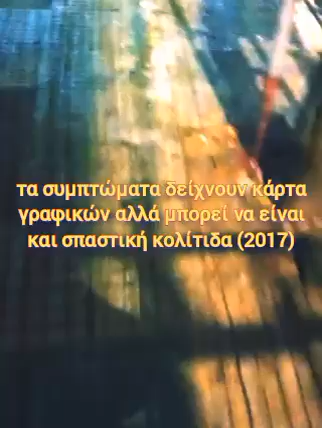 τα συμπτώματα δείχνουν κάρτα
γραφικών αλλά μπορεί να είναι
και σπαστική κολίτιδα (2017)